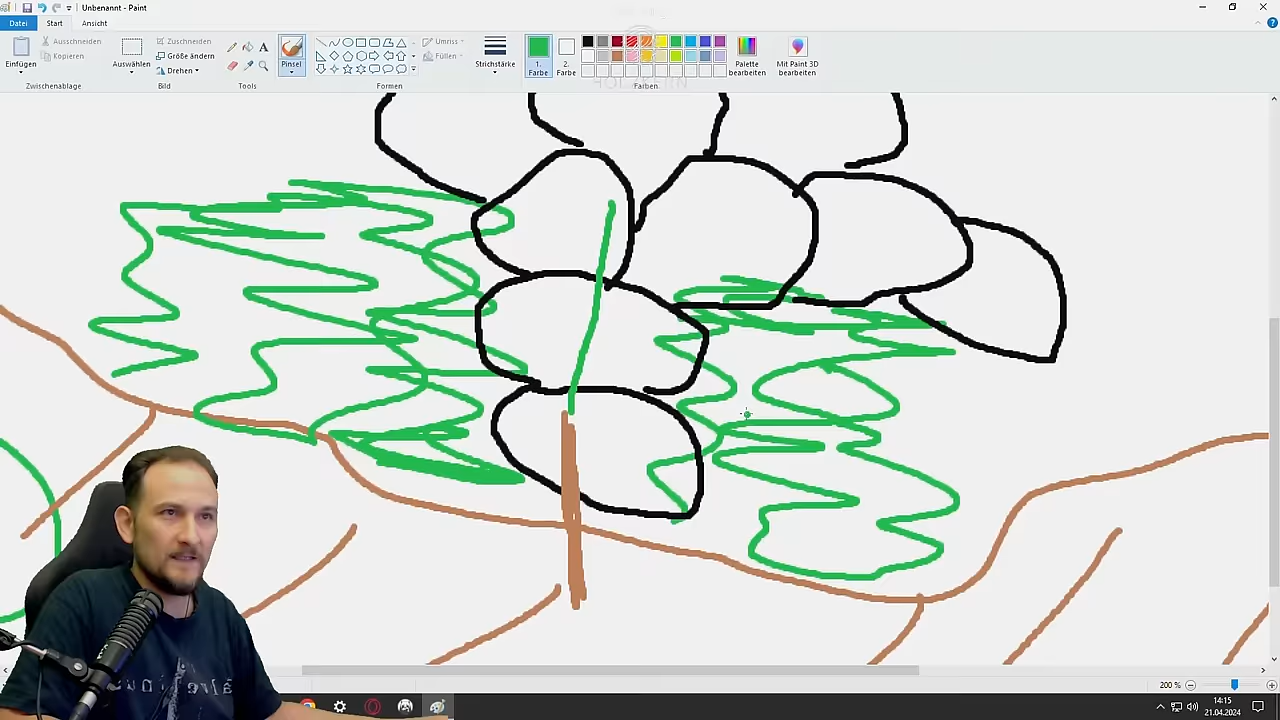 Unbenannt - Paint
Datei Start Ansicht
Einfügen
Ausschneiden
Kopieren
Zwischenablage
Auswählen
Zuschneiden
Größe än
Drehen
Bild
A
Tools
Pinsel
Formen
Umriss
Füllen
Strichstärke
1.
Farbe
2.
Farbe
Farben
Palette
bearbeiten
Mit Paint 3D
bearbeiten
200 %
14:15
21.04.2024